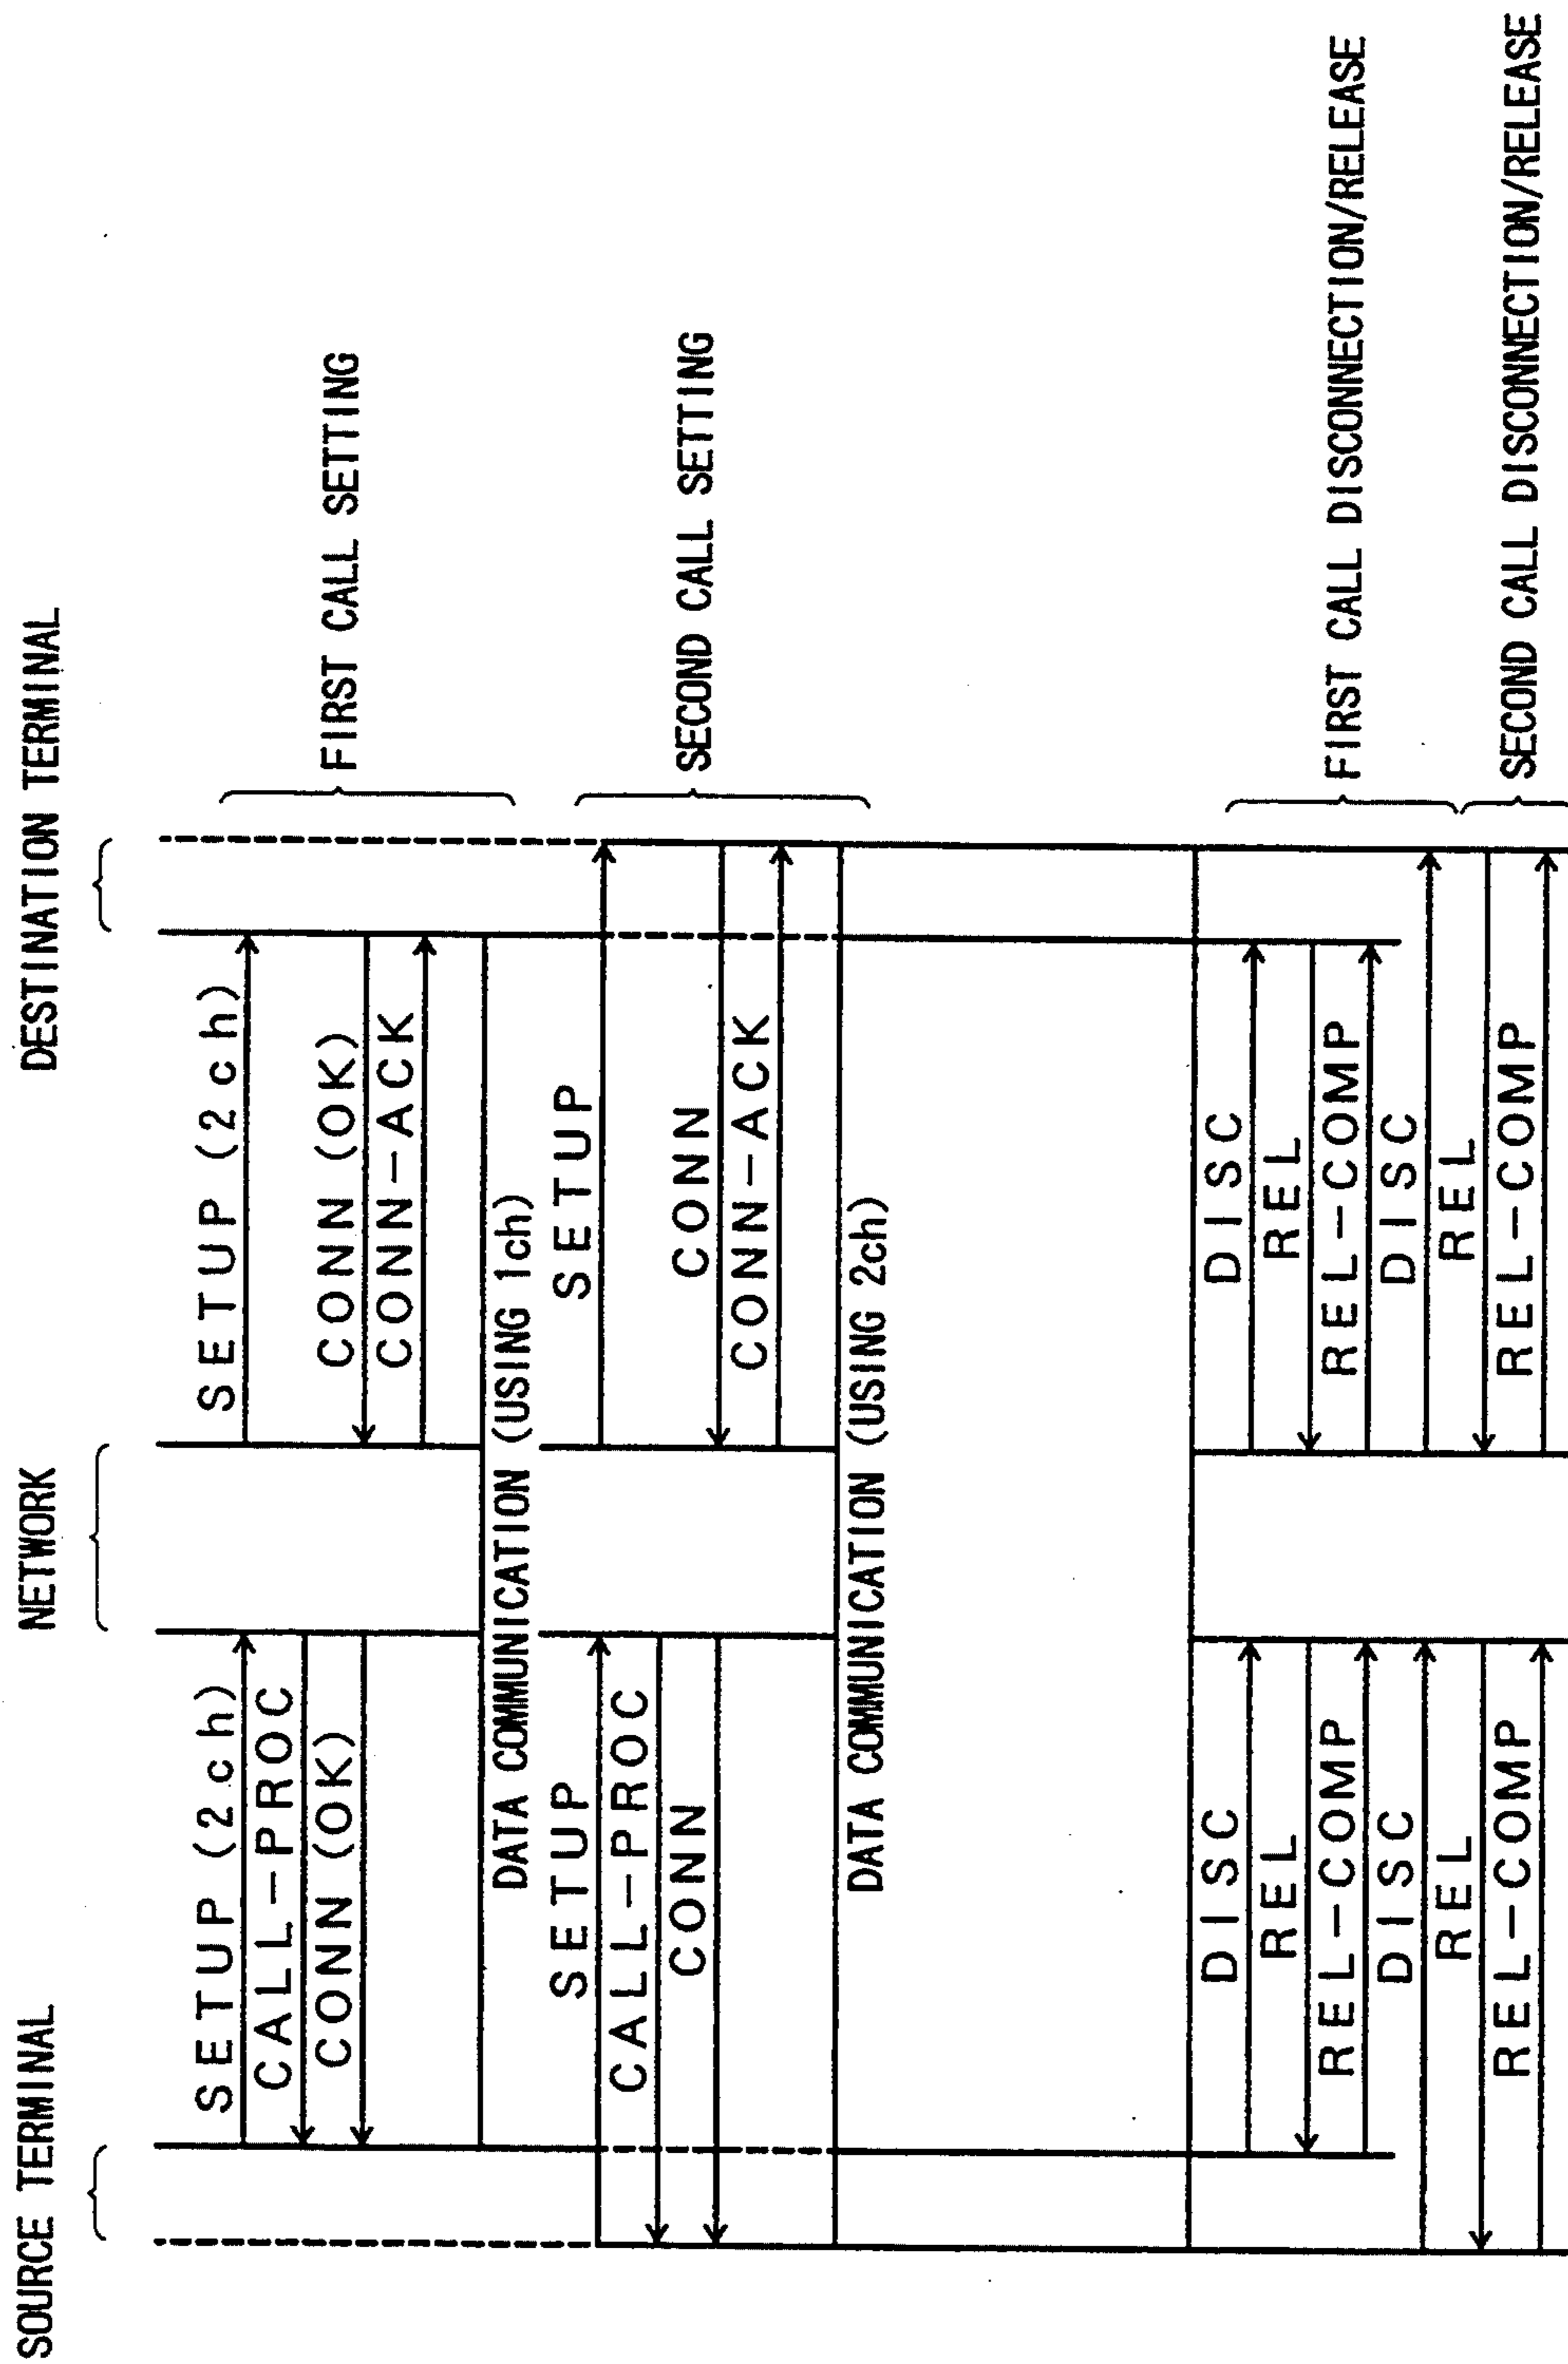 SOURCE TERMINAL
NETWORK
DESTINATION TERMINAL
SETUP (2ch)
SETUP (2ch)
CALL-PROC
CONN (OK)
CONN (OK)
CONN-ACK
FIRST CALL SETTING
DATA COMMUNICATION (USING 1ch)
SETUP
SETUP
CALL-PROC
CONN
CONN
CONN-ACK
SECOND CALL SETTING
DATA COMMUNICATION (USING 2ch)
DISC
DISC
REL
REL
REL-COMP
REL-COMP
FIRST CALL DISCONNECTION/RELEASE
DISC
DISC
REL
REL
REL-COMP
REL-COMP
SECOND CALL DISCONNECTION/RELEASE